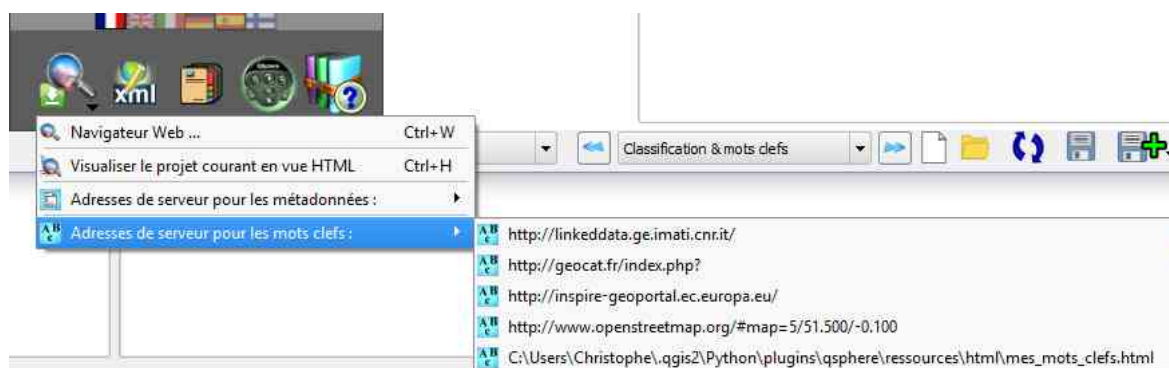 xml
Navigateur Web ... Ctrl+W
Classification & mots clefs
Visualiser le projet courant en vue HTML Ctrl+H
Adresses de serveur pour les métadonnées :
Adresses de serveur pour les mots clefs :
http://linkeddata.ge.imati.cnr.it/
http://geocat.fr/index.php?
http://inspire-geoportal.ec.europa.eu/
http://www.openstreetmap.org/#map=5/51.500/-0.100
C:\Users\Christophe\.qgis2\Python\plugins\qsphere\ressources\html\mes_mots_clefs.html